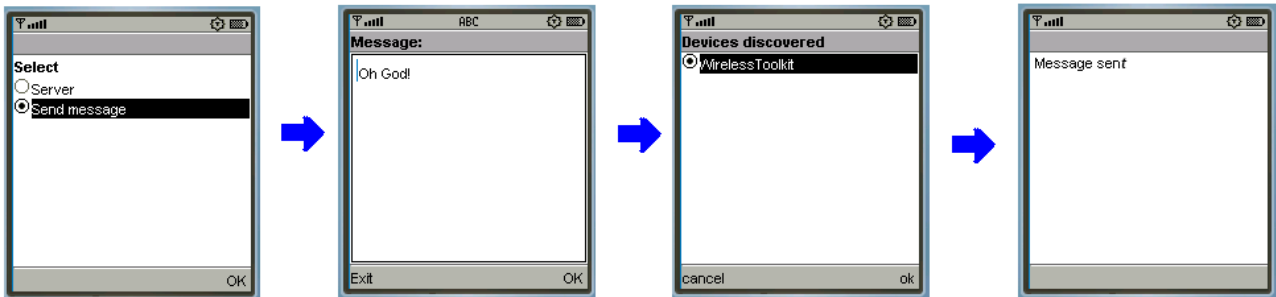 Select
Server
Send message
OK
ABC
Message:
Oh God!
Exit OK
Devices discovered
WirelessToolkit
cancel ok
Message sent